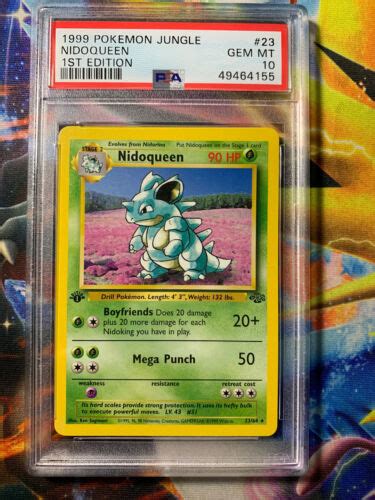 1999 POKEMON JUNGLE #23
NIDOQUEEN GEM MT
1ST EDITION 10
PSA 49464155
Evolves from Nidorina Put Nidoqueen on the Stage 1 card
STAGE 2
Nidoqueen 90 HP
Drill Pokémon. Length: 4' 3", Weight: 132 lbs.
Boyfriends Does 20 damage
plus 20 more damage for each
Nidoking you have in play.
20+
Mega Punch 50
weakness resistance retreat cost
Its hard scales provide strong protection. It uses its hefty bulk
to execute powerful moves. LV. 43 #31
Illus. Ken Sugimori
23/64